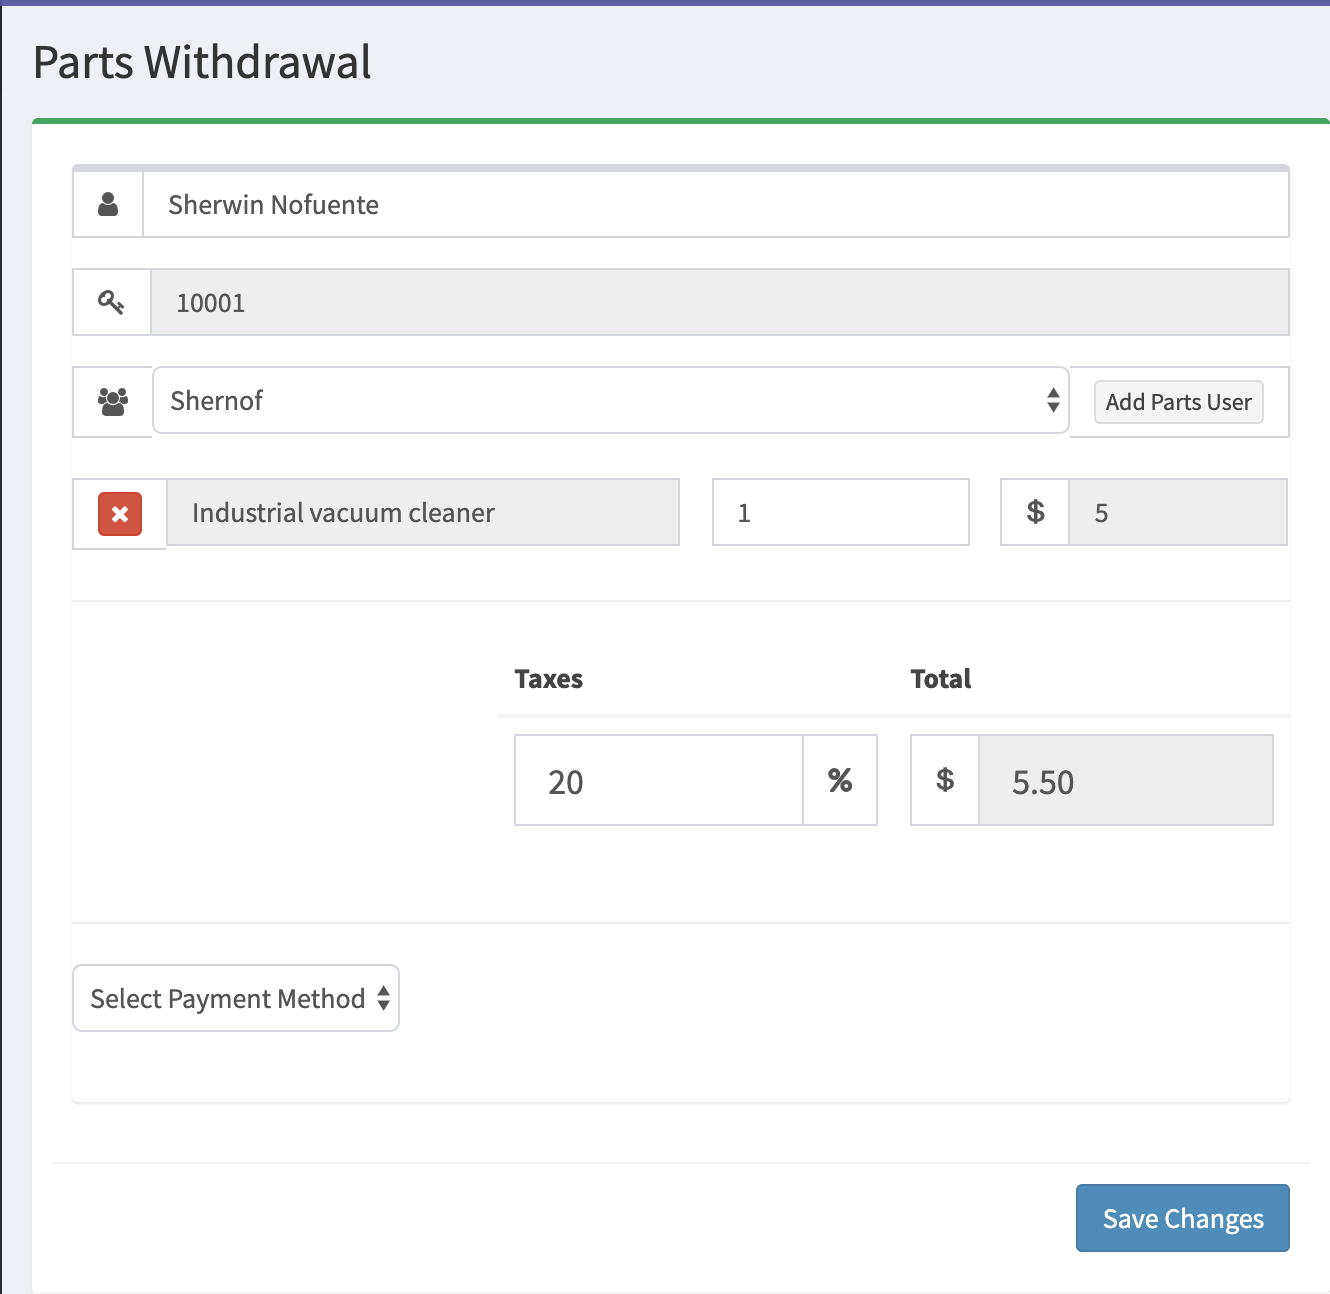 Parts Withdrawal
Sherwin Nofuente
10001
Shernof Add Parts User
Industrial vacuum cleaner 1 $ 5
Taxes Total
20 % $ 5.50
Select Payment Method
Save Changes